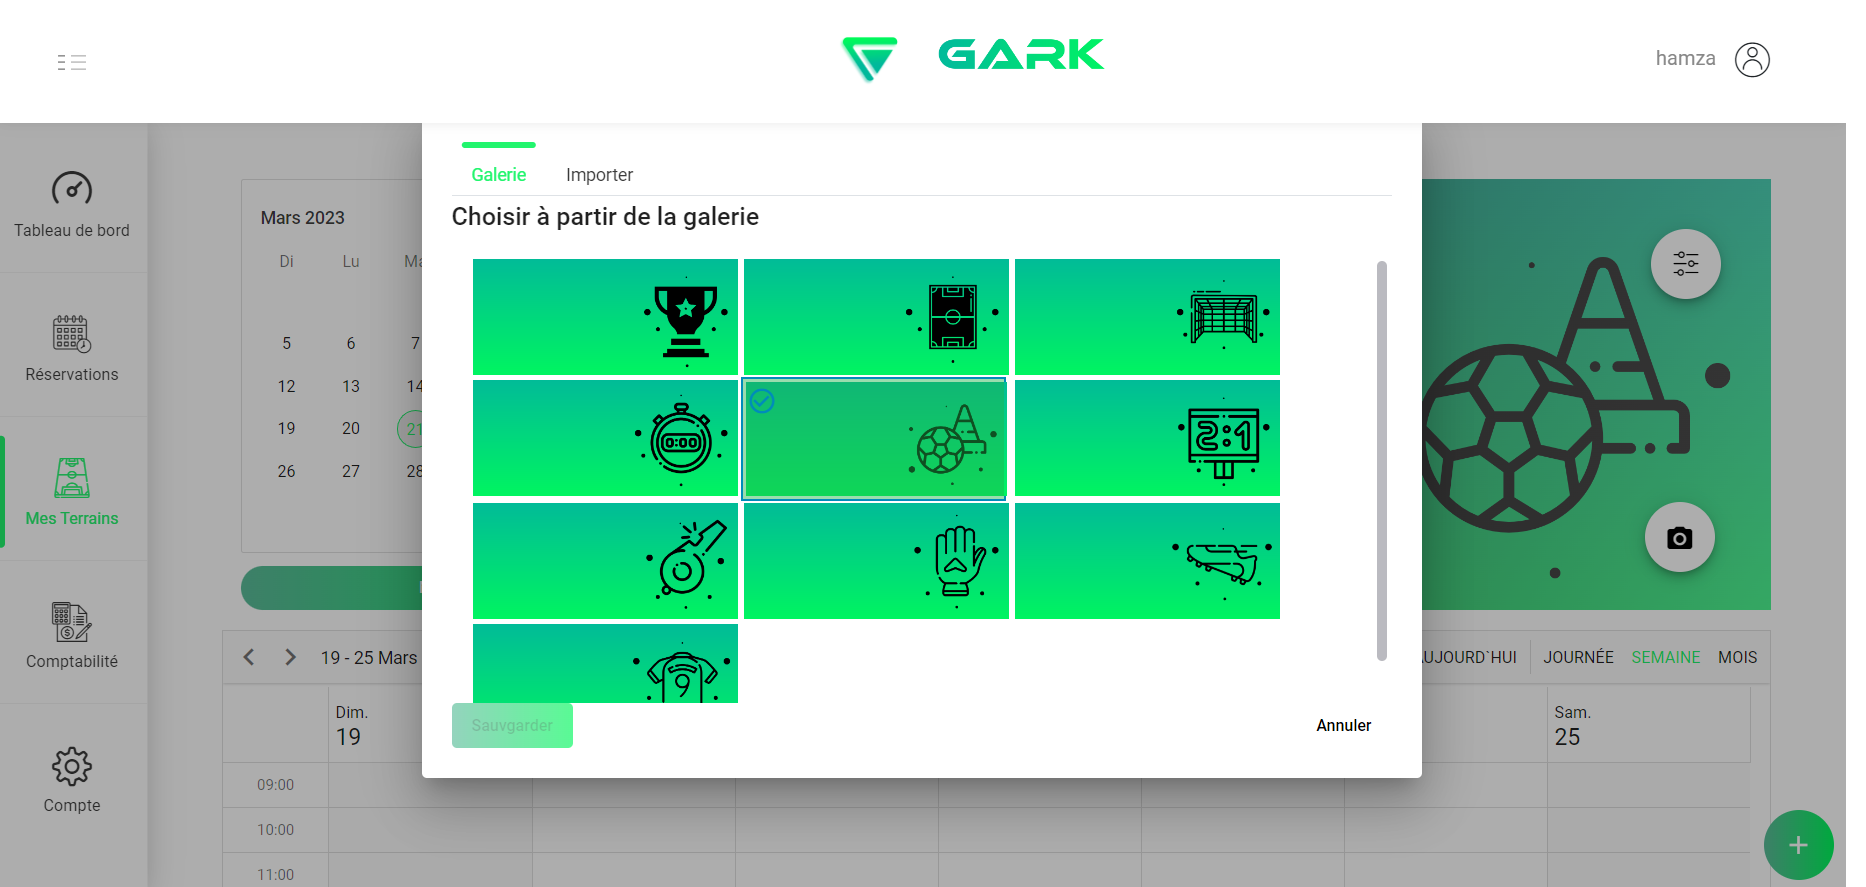 GARK
hamza
Tableau de bord
Réservations
Mes Terrains
Comptabilité
Compte
Mars 2023
Di Lu Ma
5 6 7
12 13 14
19 20 21
26 27 28
Galerie Importer
Choisir à partir de la galerie
0:00
2:1
9
Sauvgarder
Annuler
19 - 25 Mars
AUJOURD`HUI JOURNÉE SEMAINE MOIS
Dim.
19
Sam.
25
09:00
10:00
11:00
+